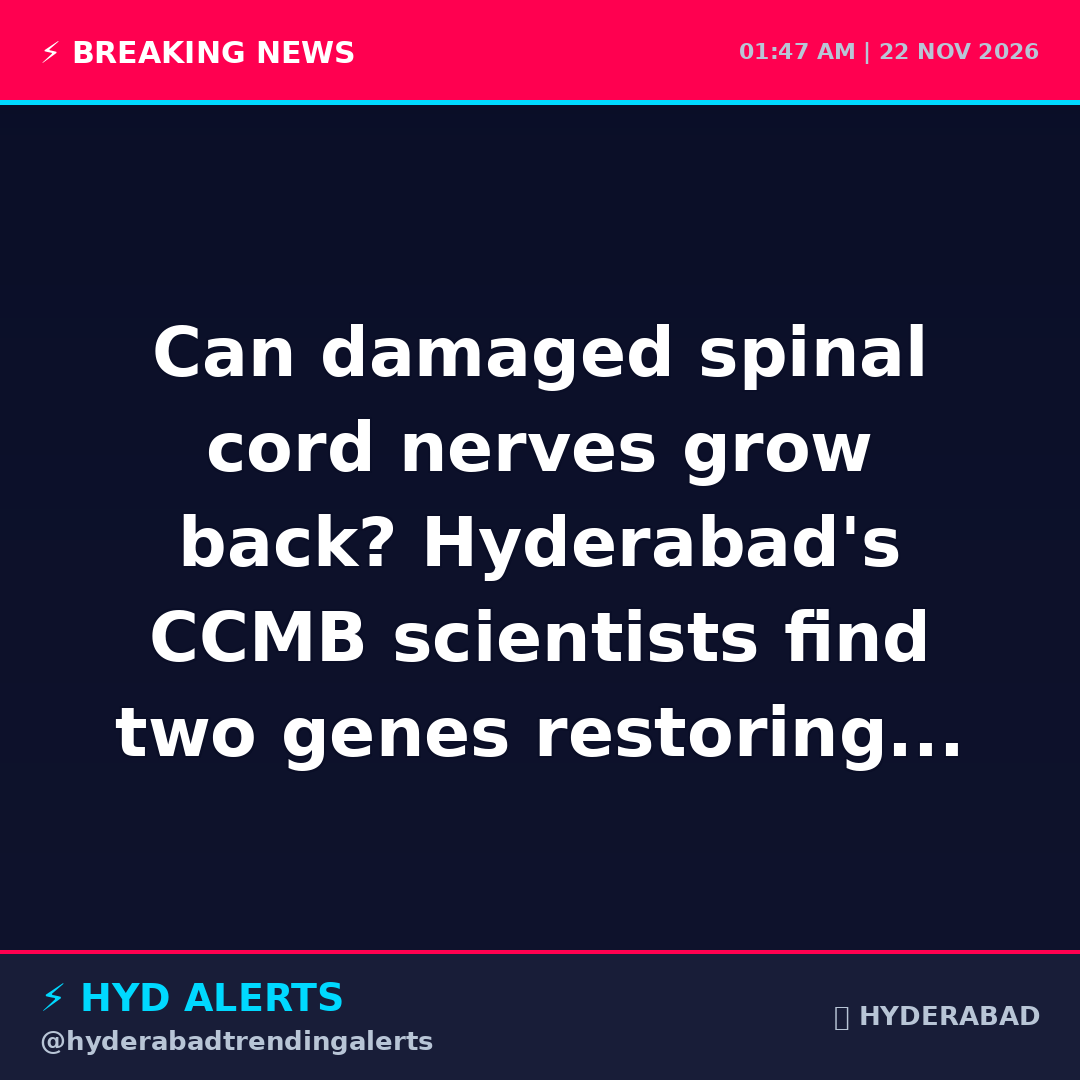 ⚡ BREAKING NEWS
01:47 AM | 22 NOV 2026
Can damaged spinal
cord nerves grow
back? Hyderabad's
CCMB scientists find
two genes restoring...
⚡ HYD ALERTS
@hyderabadtrendingalerts
HYDERABAD